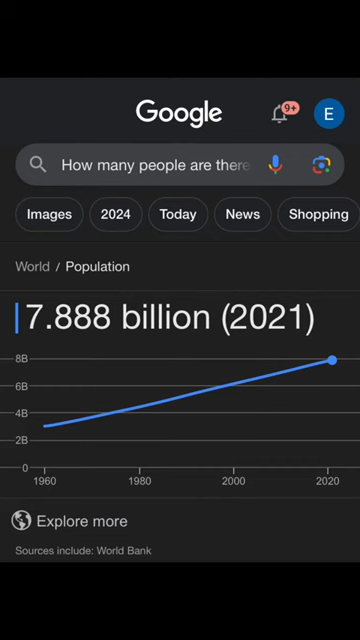 Google
9+
E
How many people are there
Images
2024
Today
News
Shopping
World / Population
7.888 billion (2021)
8B
6B
4B
2B
0
1960
1980
2000
2020
Explore more
Sources include: World Bank